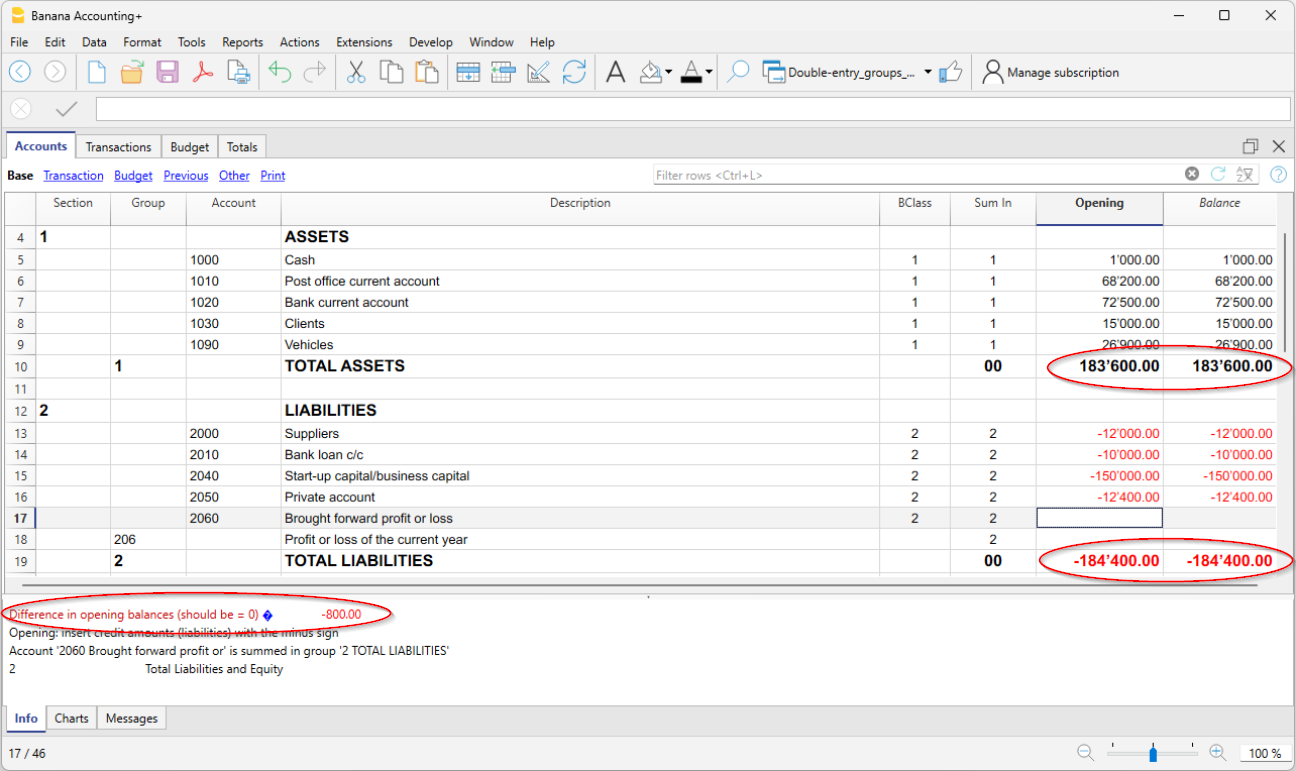 Banana Accounting+
File Edit Data Format Tools Reports Actions Extensions Develop Window Help
Double-entry_groups_... Manage subscription
Accounts Transactions Budget Totals
Base Transaction Budget Previous Other Print Filter rows <Ctrl+L>
Section Group Account Description BClass Sum In Opening Balance
4 1 ASSETS
5 1000 Cash 1 1 1'000.00 1'000.00
6 1010 Post office current account 1 1 68'200.00 68'200.00
7 1020 Bank current account 1 1 72'500.00 72'500.00
8 1030 Clients 1 1 15'000.00 15'000.00
9 1090 Vehicles 1 1 26'900.00 26'900.00
10 1 TOTAL ASSETS 00 183'600.00 183'600.00
11
12 2 LIABILITIES
13 2000 Suppliers 2 2 -12'000.00 -12'000.00
14 2010 Bank loan c/c 2 2 -10'000.00 -10'000.00
15 2040 Start-up capital/business capital 2 2 -150'000.00 -150'000.00
16 2050 Private account 2 2 -12'400.00 -12'400.00
17 2060 Brought forward profit or loss 2 2
18 206 Profit or loss of the current year 2
19 2 TOTAL LIABILITIES 00 -184'400.00 -184'400.00
Difference in opening balances (should be = 0) � -800.00
Opening: insert credit amounts (liabilities) with the minus sign
Account '2060 Brought forward profit or' is summed in group '2 TOTAL LIABILITIES'
2 Total Liabilities and Equity
Info Charts Messages
17 / 46 100 %